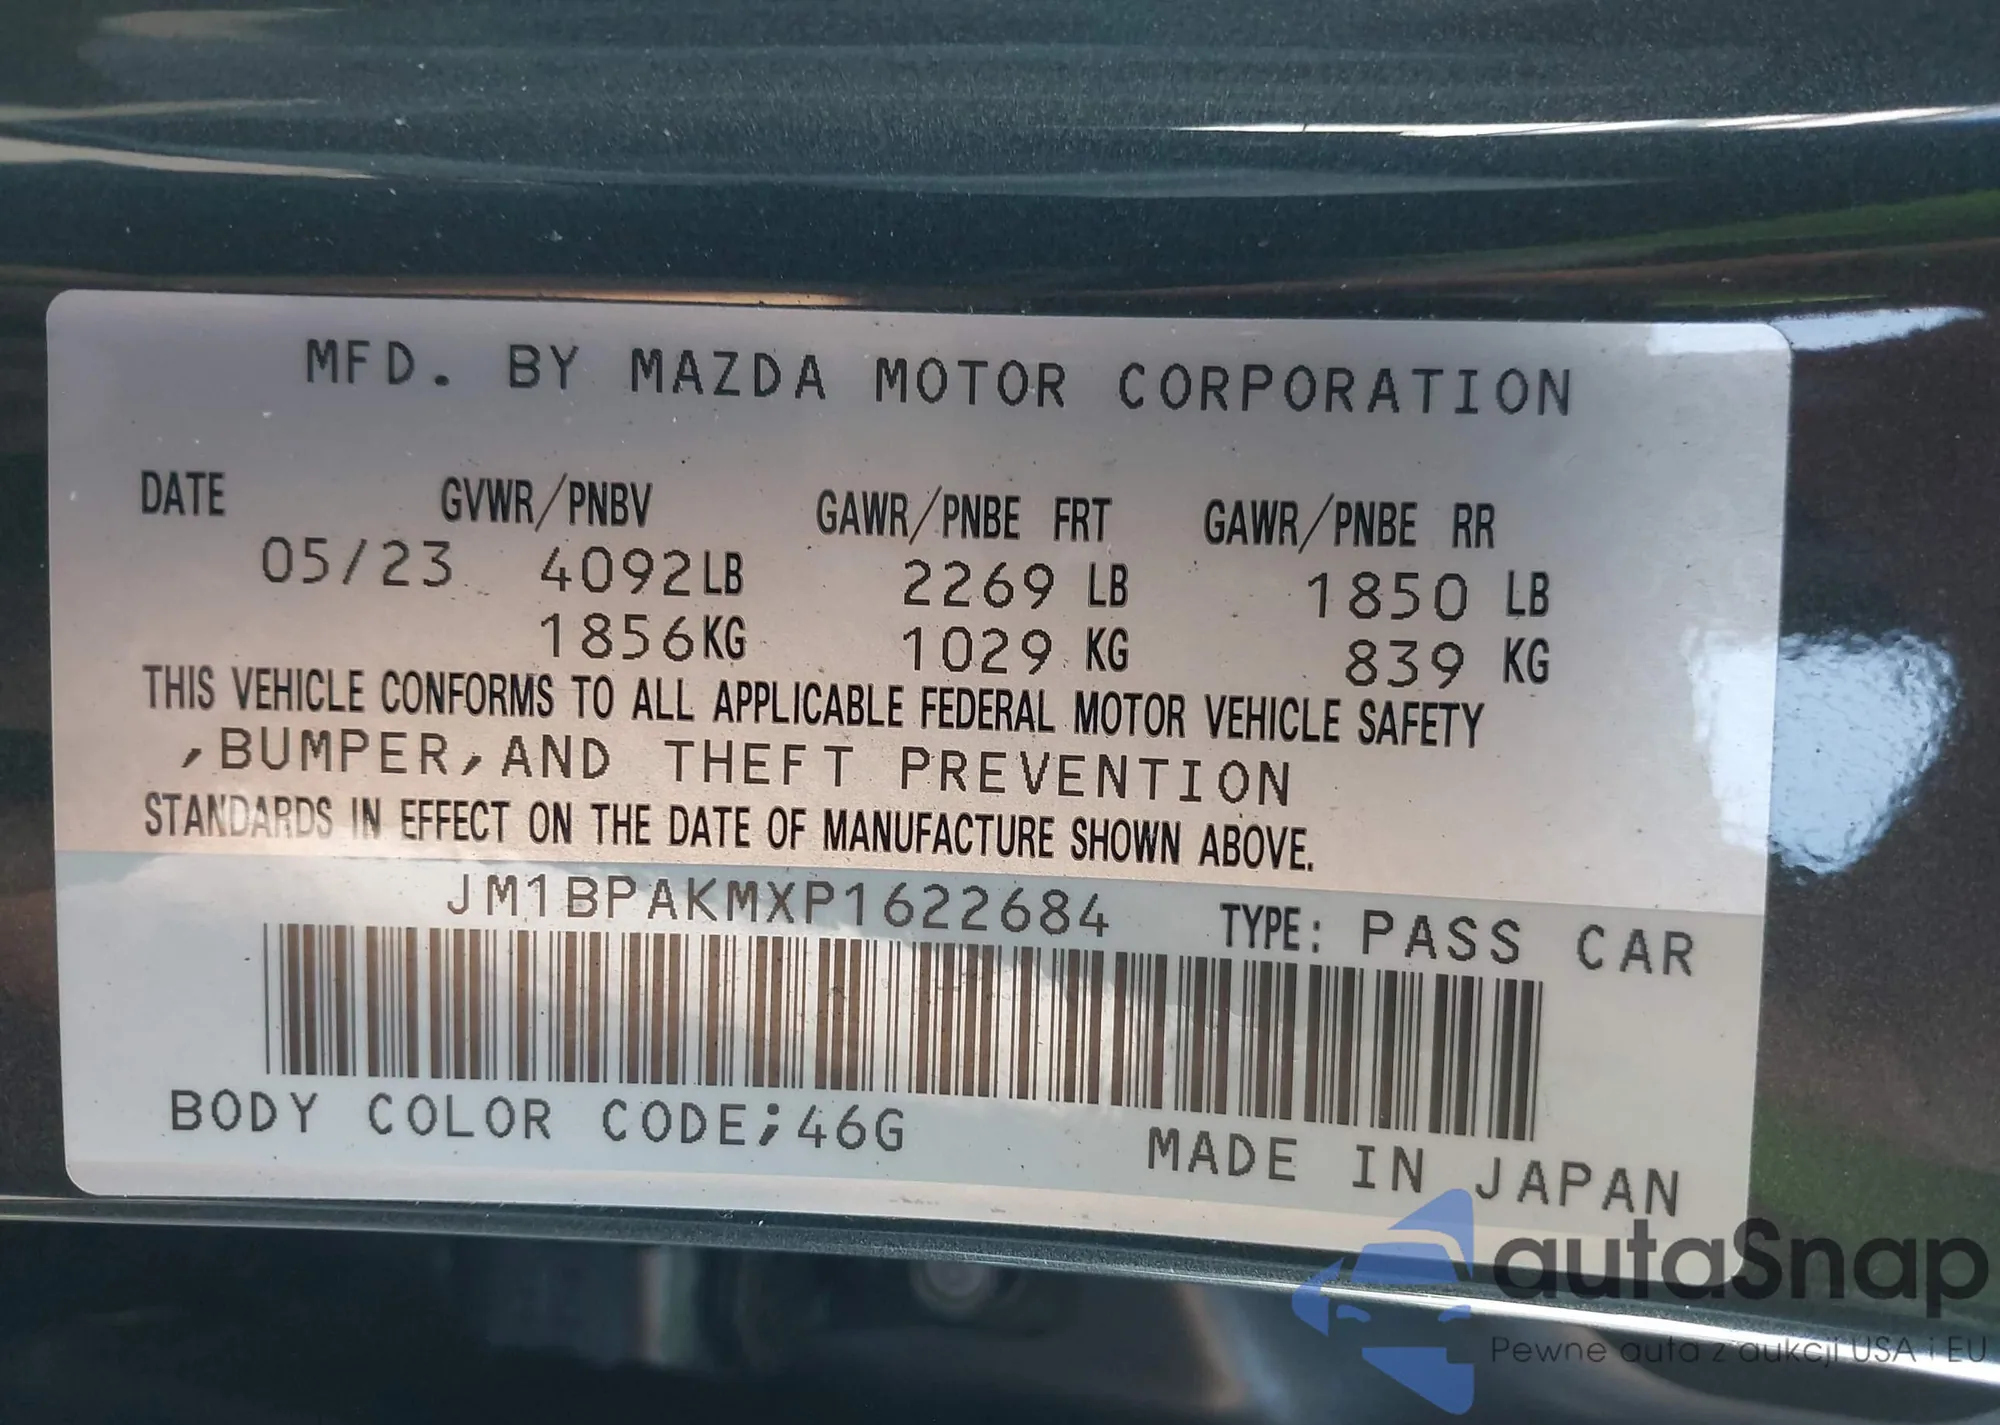 MFD. BY MAZDA MOTOR CORPORATION
DATE GVWR/PNBV GAWR/PNBE FRT GAWR/PNBE RR
05/23 4092LB 2269 LB 1850 LB
1856KG 1029 KG 839 KG
THIS VEHICLE CONFORMS TO ALL APPLICABLE FEDERAL MOTOR VEHICLE SAFETY
,BUMPER,AND THEFT PREVENTION
STANDARDS IN EFFECT ON THE DATE OF MANUFACTURE SHOWN ABOVE.
JM1BPAKMXP1622684 TYPE: PASS CAR
BODY COLOR CODE;46G
MADE IN JAPAN
autaSnap
Pewne auta z aukcji USA i EU